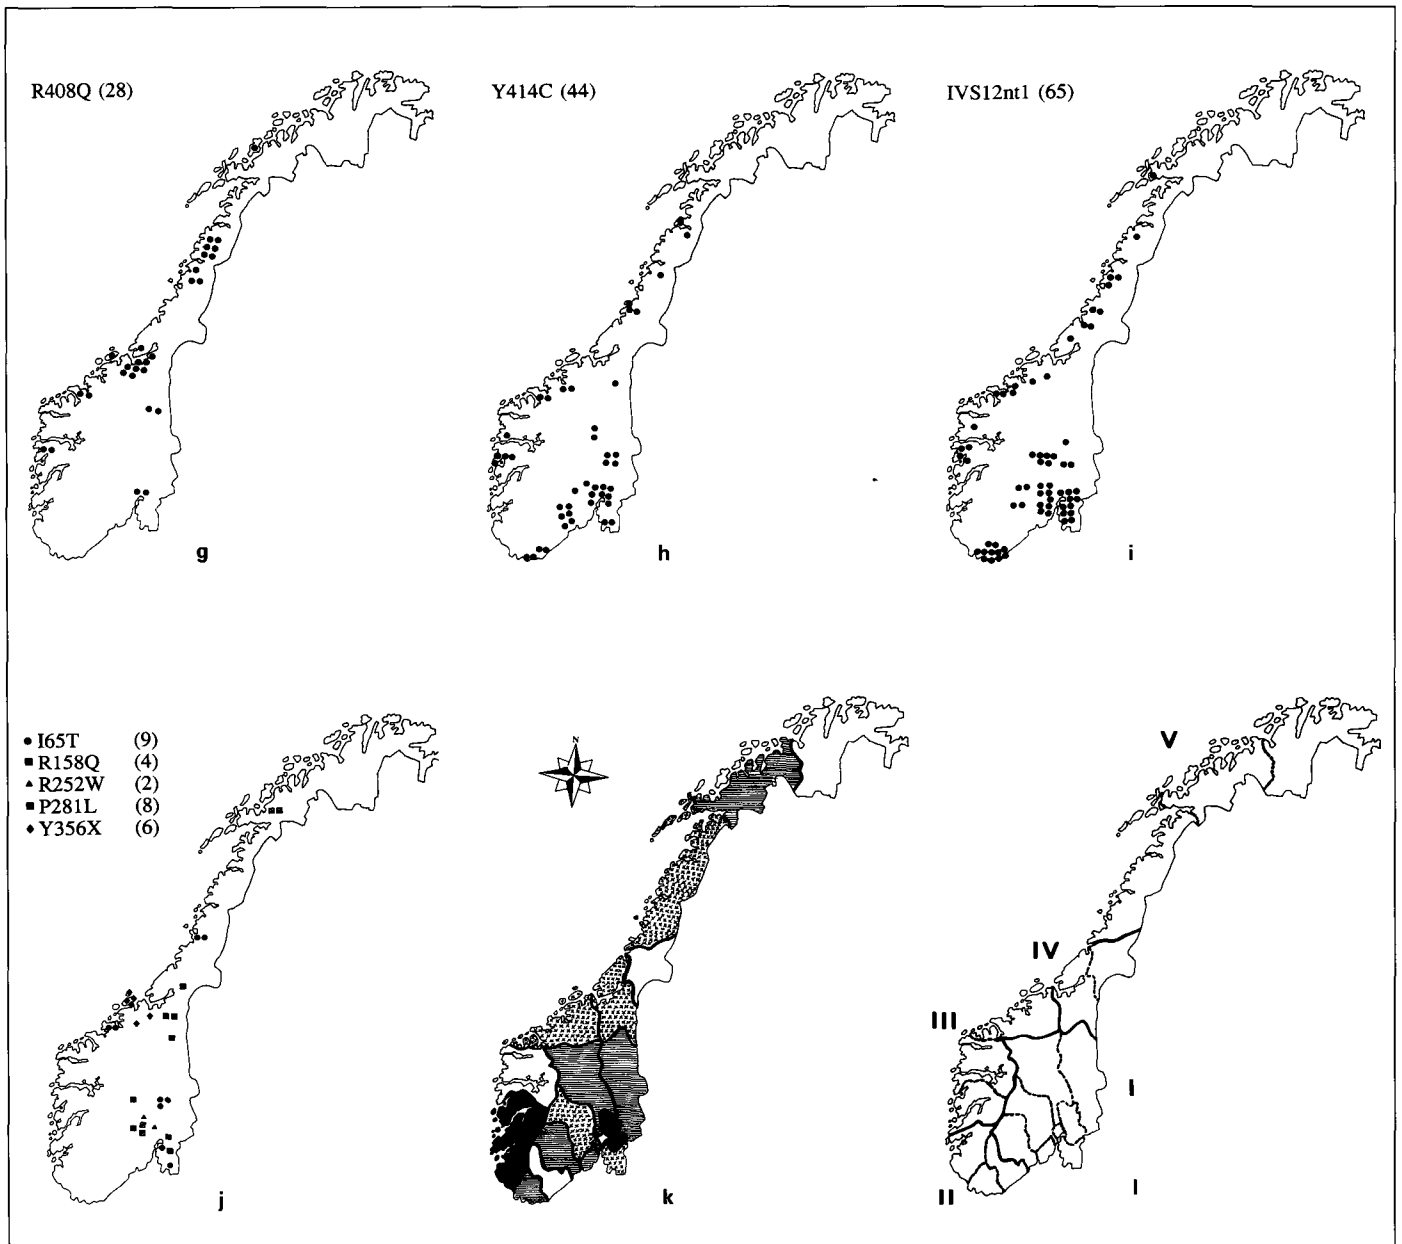 R408Q (28)
Y414C (44)
IVS12nt1 (65)
g
h
i
I65T (9)
R158Q (4)
R252W (2)
P281L (8)
Y356X (6)
N
V
IV
III
I
II
j
k
l